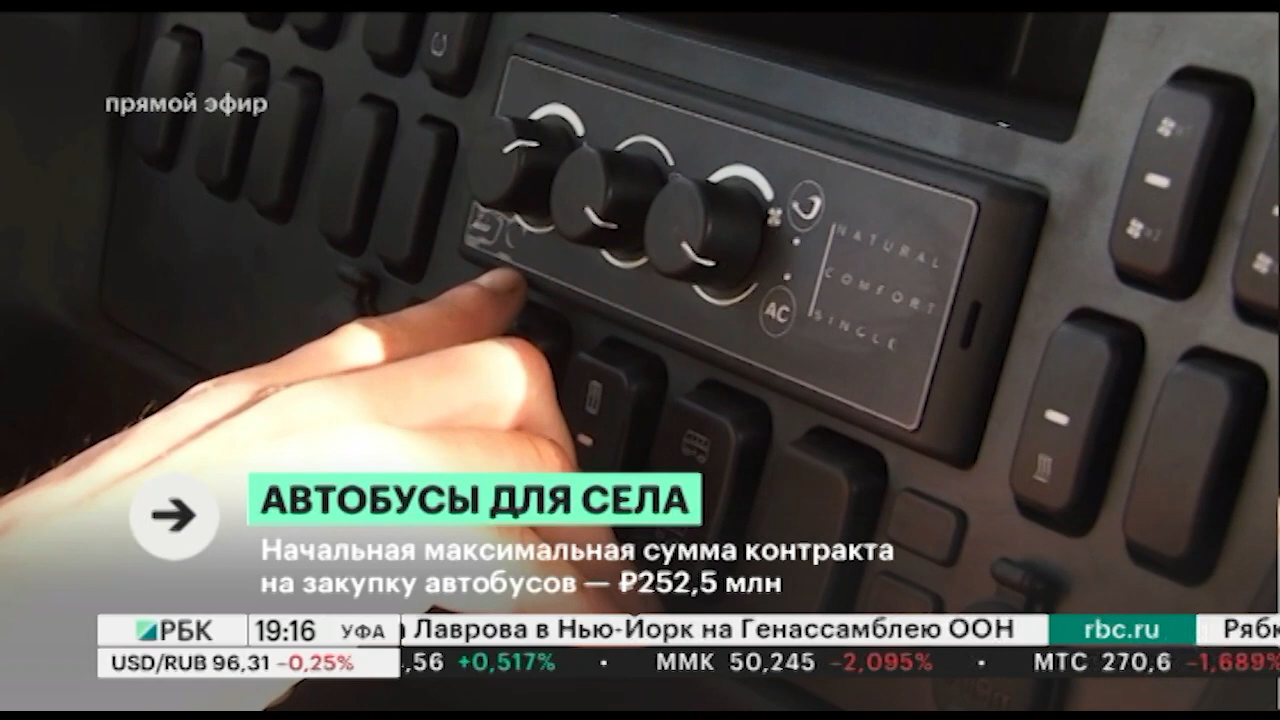 прямой эфир
NATURAL
COMFORT
SINGLE
AC
АВТОБУСЫ ДЛЯ СЕЛА
Начальная максимальная сумма контракта
на закупку автобусов — ₽252,5 млн
РБК 19:16 УФА Лаврова в Нью-Йорк на Генассамблею ООН rbc.ru
USD/RUB 96,31 -0,25% ,56 +0,517% · ММК 50,245 -2,095% · МТС 270,6 -1,689%